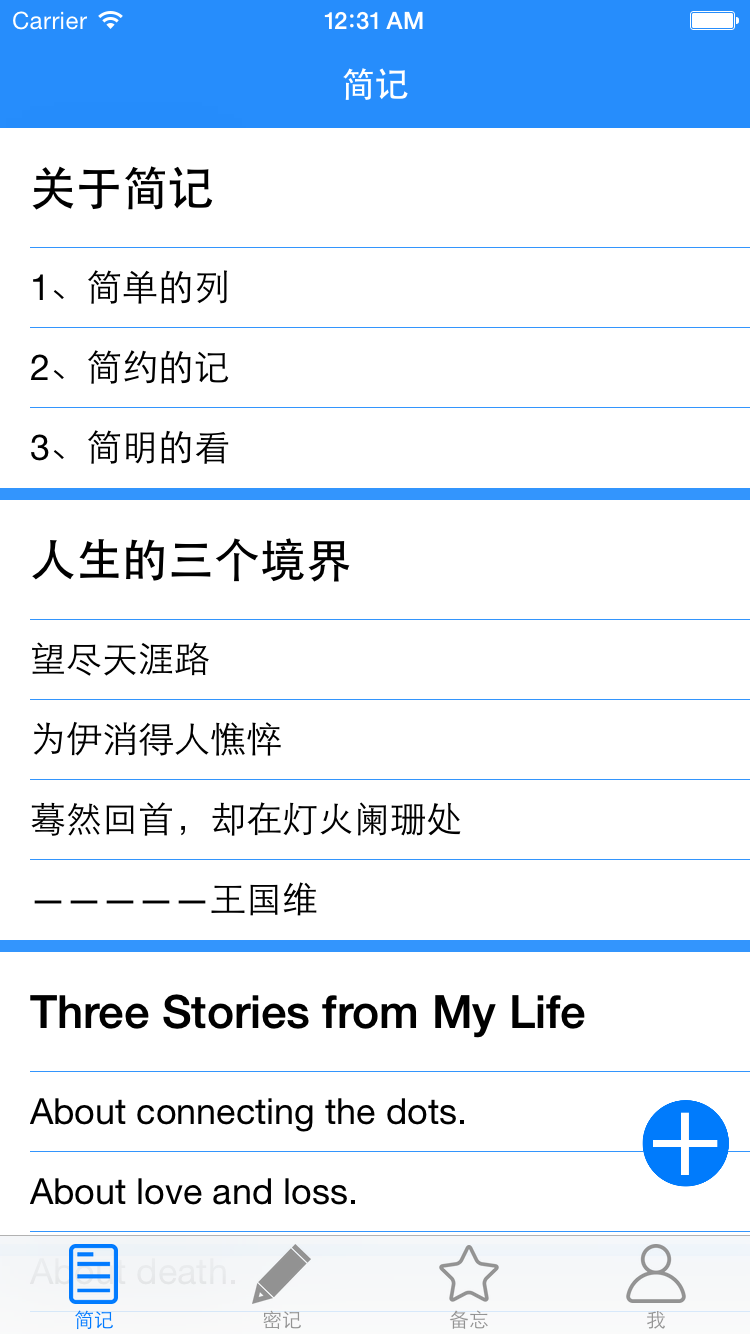 Carrier
12:31 AM
简记
关于简记
1、简单的列
2、简约的记
3、简明的看
人生的三个境界
望尽天涯路
为伊消得人憔悴
蓦然回首，却在灯火阑珊处
—————王国维
Three Stories from My Life
About connecting the dots.
About love and loss.
About death.
简记
密记
备忘
我